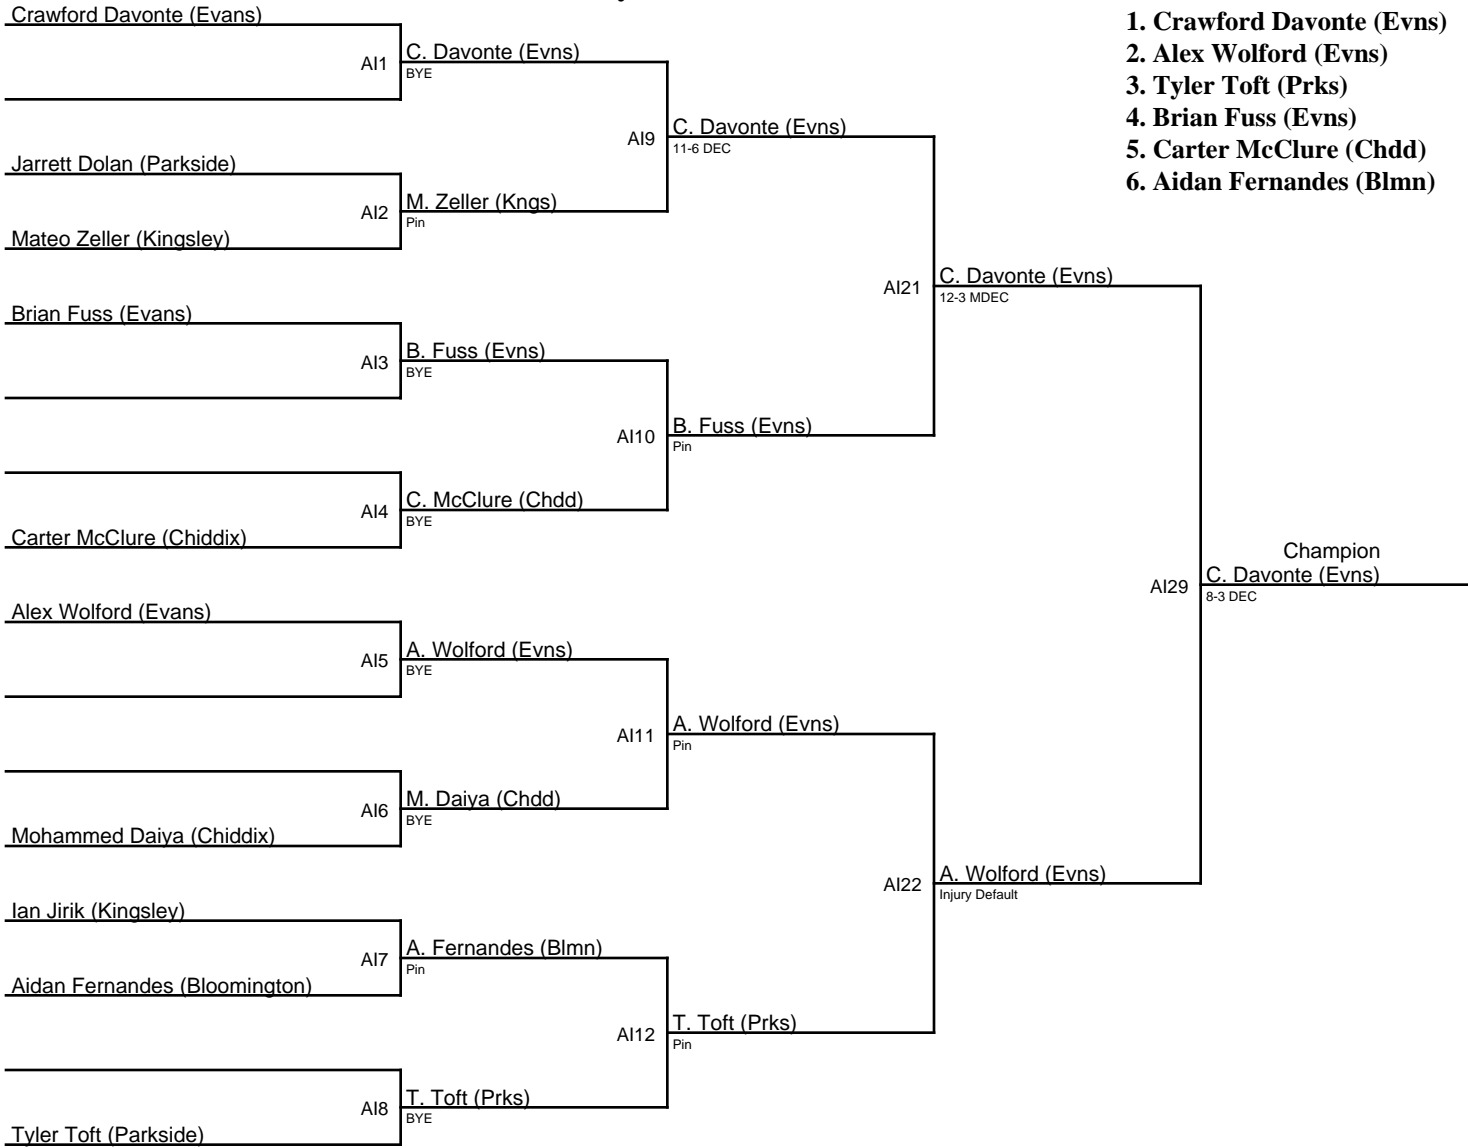 Crawford Davonte (Evans)
AI1
C. Davonte (Evns)
BYE
AI9
C. Davonte (Evns)
11-6 DEC
Jarrett Dolan (Parkside)
AI2
M. Zeller (Kngs)
Pin
Mateo Zeller (Kingsley)
AI21
C. Davonte (Evns)
12-3 MDEC
Brian Fuss (Evans)
AI3
B. Fuss (Evns)
BYE
AI10
B. Fuss (Evns)
Pin
AI4
C. McClure (Chdd)
BYE
Carter McClure (Chiddix)
AI29
Champion
C. Davonte (Evns)
8-3 DEC
Alex Wolford (Evans)
AI5
A. Wolford (Evns)
BYE
AI11
A. Wolford (Evns)
Pin
AI6
M. Daiya (Chdd)
BYE
Mohammed Daiya (Chiddix)
AI22
A. Wolford (Evns)
Injury Default
Ian Jirik (Kingsley)
AI7
A. Fernandes (Blmn)
Pin
Aidan Fernandes (Bloomington)
AI12
T. Toft (Prks)
Pin
AI8
T. Toft (Prks)
BYE
Tyler Toft (Parkside)
1. Crawford Davonte (Evns)
2. Alex Wolford (Evns)
3. Tyler Toft (Prks)
4. Brian Fuss (Evns)
5. Carter McClure (Chdd)
6. Aidan Fernandes (Blmn)